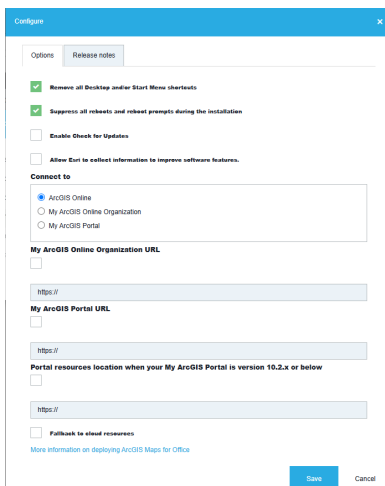 Configure
×
Options
Release notes
Remove all Desktop and/or Start Menu shortcuts
Suppress all reboots and reboot prompts during the installation
Enable Check for Updates
Allow Esri to collect information to improve software features.
Connect to
ArcGIS Online
My ArcGIS Online Organization
My ArcGIS Portal
My ArcGIS Online Organization URL
https://
My ArcGIS Portal URL
https://
Portal resources location when your My ArcGIS Portal is version 10.2.x or below
https://
Fallback to cloud resources
More information on deploying ArcGIS Maps for Office
Save
Cancel